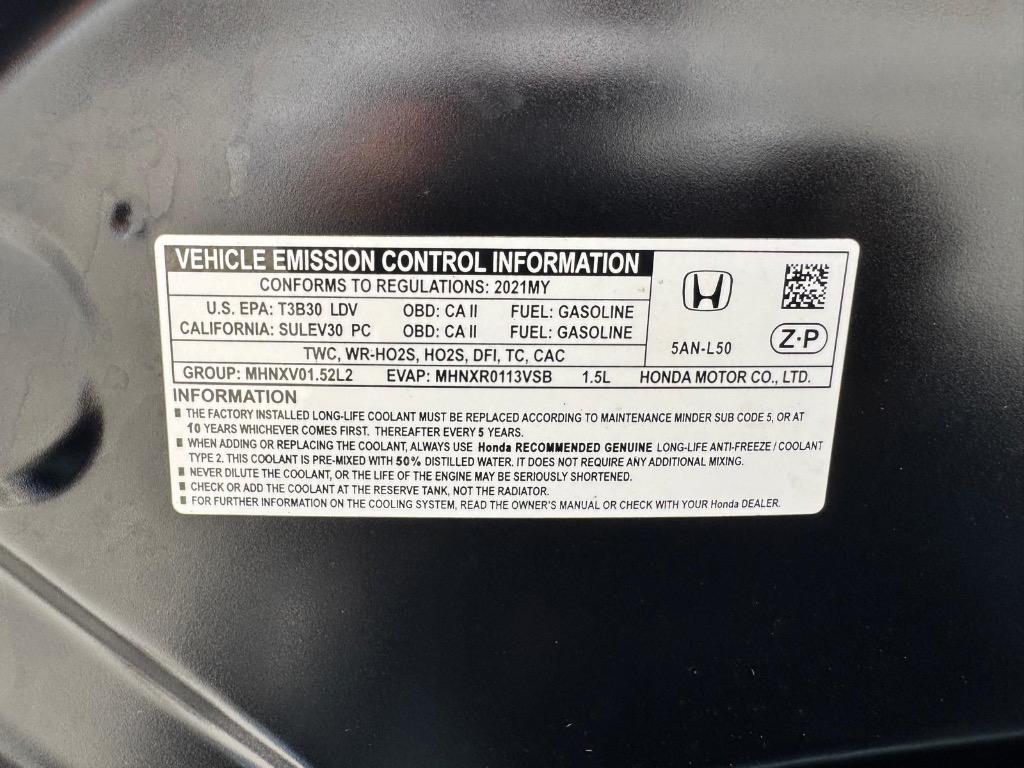 VEHICLE EMISSION CONTROL INFORMATION
CONFORMS TO REGULATIONS: 2021MY
U.S. EPA: T3B30 LDV OBD: CA II FUEL: GASOLINE
CALIFORNIA: SULEV30 PC OBD: CA II FUEL: GASOLINE
TWC, WR-HO2S, HO2S, DFI, TC, CAC
5AN-L50
Z·P
GROUP: MHNXV01.52L2 EVAP: MHNXR0113VSB 1.5L HONDA MOTOR CO., LTD.
INFORMATION
■ THE FACTORY INSTALLED LONG-LIFE COOLANT MUST BE REPLACED ACCORDING TO MAINTENANCE MINDER SUB CODE 5, OR AT
10 YEARS WHICHEVER COMES FIRST. THEREAFTER EVERY 5 YEARS.
■ WHEN ADDING OR REPLACING THE COOLANT, ALWAYS USE Honda RECOMMENDED GENUINE LONG-LIFE ANTI-FREEZE / COOLANT
TYPE 2. THIS COOLANT IS PRE-MIXED WITH 50% DISTILLED WATER. IT DOES NOT REQUIRE ANY ADDITIONAL MIXING.
■ NEVER DILUTE THE COOLANT, OR THE LIFE OF THE ENGINE MAY BE SERIOUSLY SHORTENED.
■ CHECK OR ADD THE COOLANT AT THE RESERVE TANK, NOT THE RADIATOR.
■ FOR FURTHER INFORMATION ON THE COOLING SYSTEM, READ THE OWNER'S MANUAL OR CHECK WITH YOUR Honda DEALER.